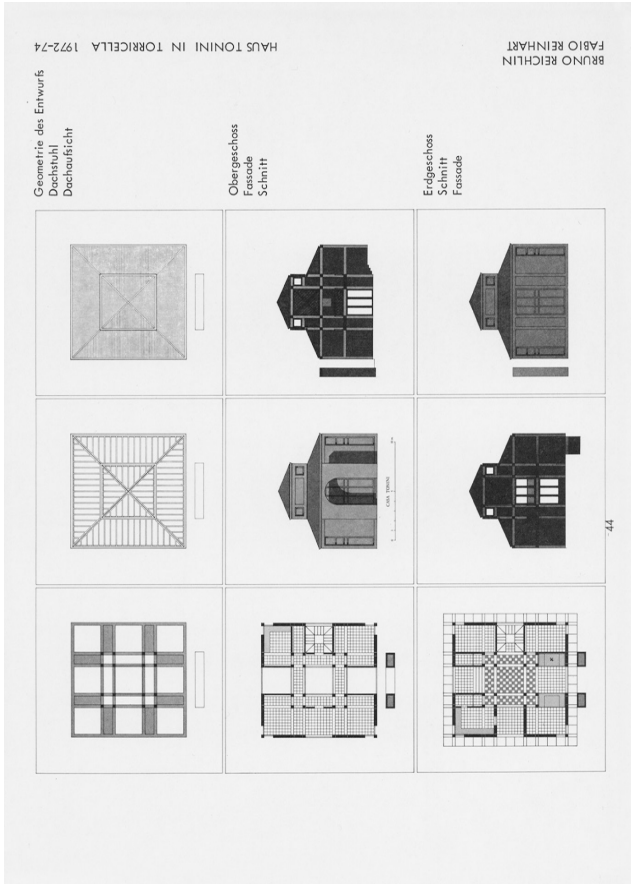 BRUNO REICHLIN
FABIO REINHART
HAUS TONINI IN TORRICELLA 1972–74
Geometrie des Entwurfs
Dachstuhl
Dachaufsicht
Obergeschoss
Fassade
Schnitt
Erdgeschoss
Schnitt
Fassade
CASA TONINI
44